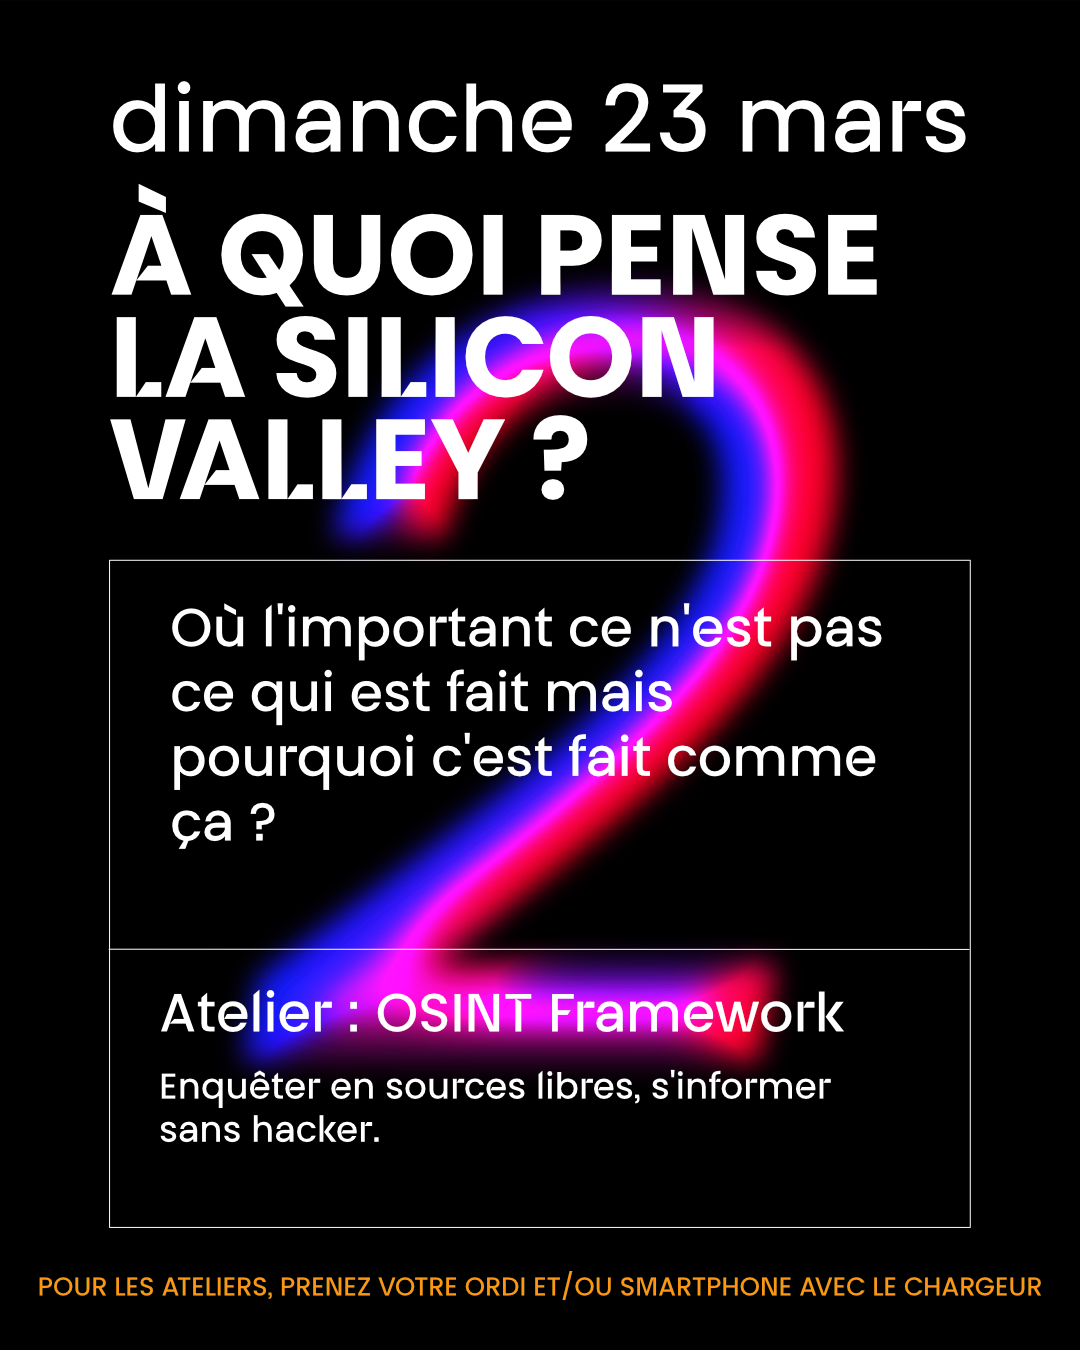 dimanche 23 mars
À QUOI PENSE
LA SILICON
VALLEY ?
2
Où l'important ce n'est pas
ce qui est fait mais
pourquoi c'est fait comme
ça ?
Atelier : OSINT Framework
Enquêter en sources libres, s'informer
sans hacker.
POUR LES ATELIERS, PRENEZ VOTRE ORDI ET/OU SMARTPHONE AVEC LE CHARGEUR